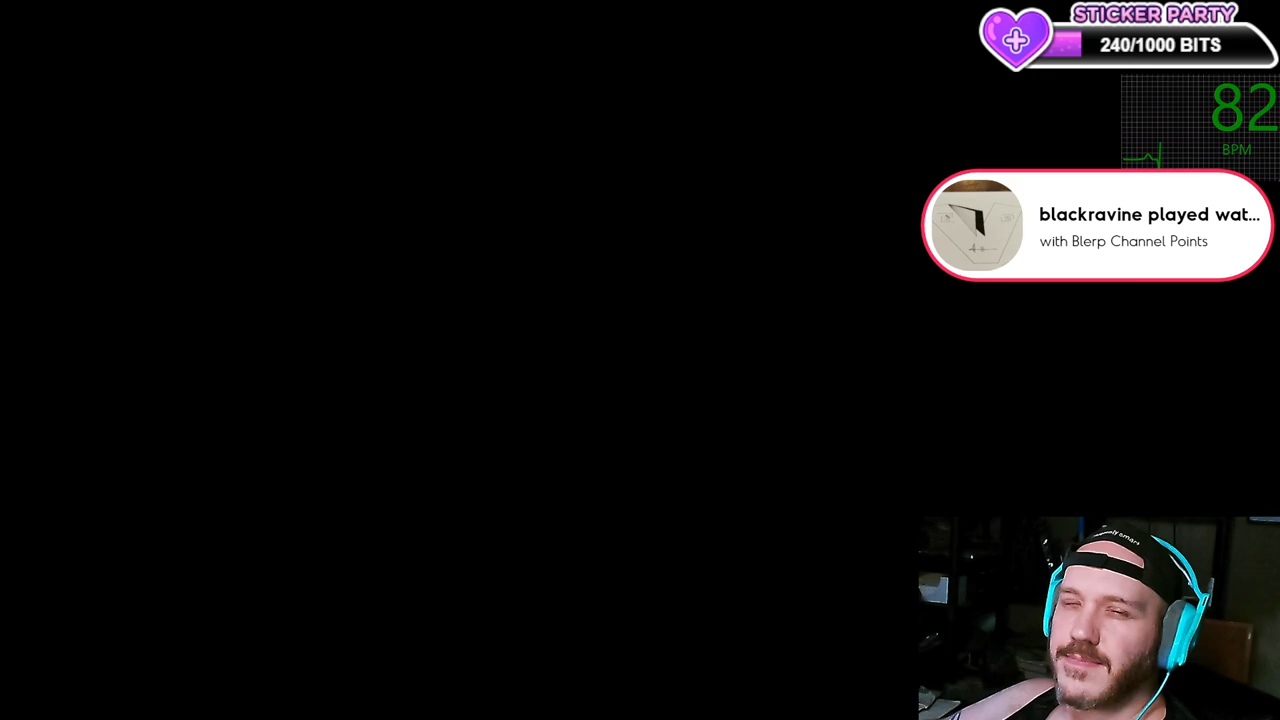 STICKER PARTY
240/1000 BITS
82
BPM
blackravine played wat...
with Blerp Channel Points